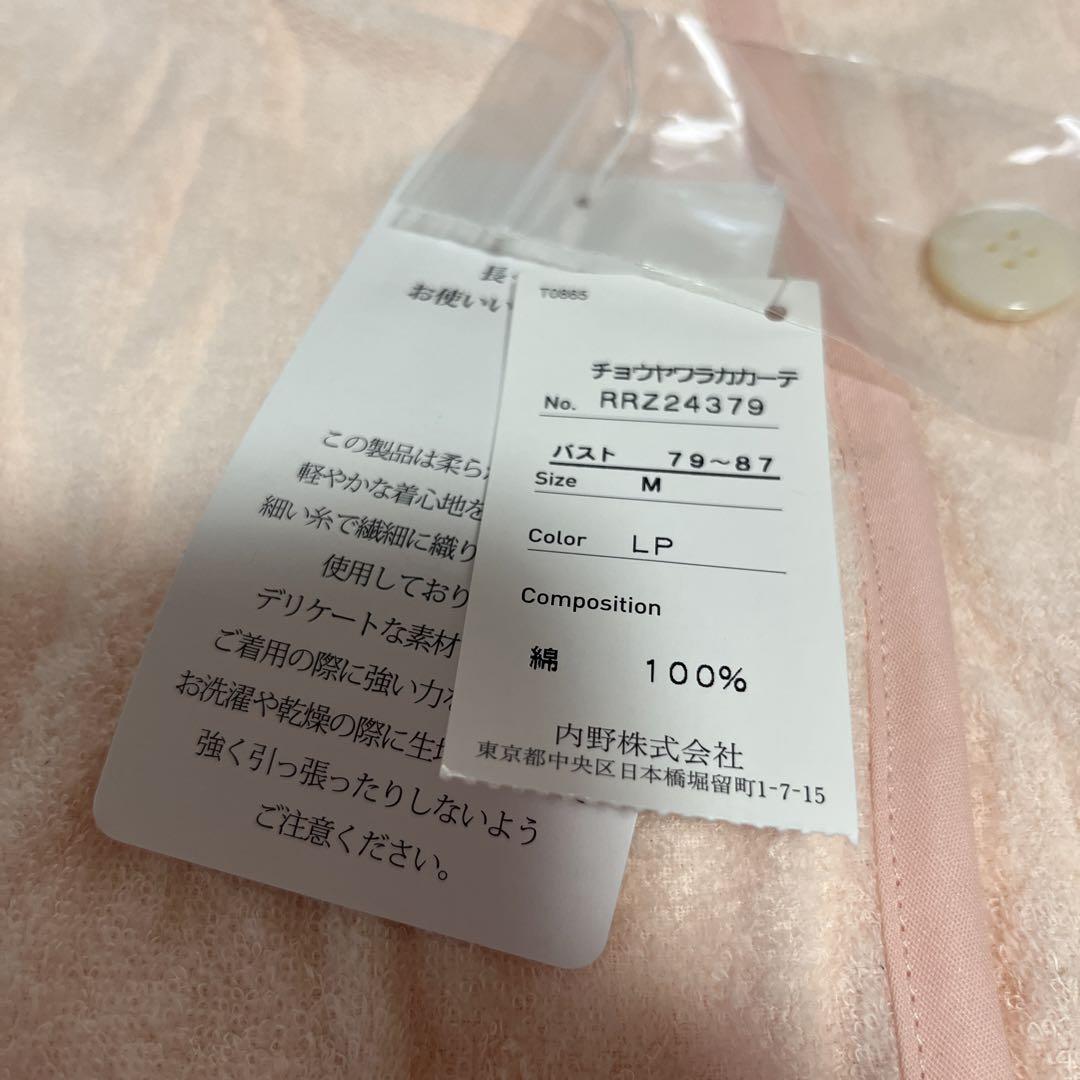 長
お使いい
この製品は柔ら
軽やかな着心地を
細い糸で繊細に織り
使用しており
デリケートな素材
ご着用の際に強い力
お洗濯や乾燥の際に生地
強く引っ張ったりしないよう
ご注意ください。
T0865
チョウヤワラカカーデ
No. RRZ24379
バスト 79～87
Size M
Color LP
Composition
綿 100%
内野株式会社
東京都中央区日本橋堀留町1-7-15